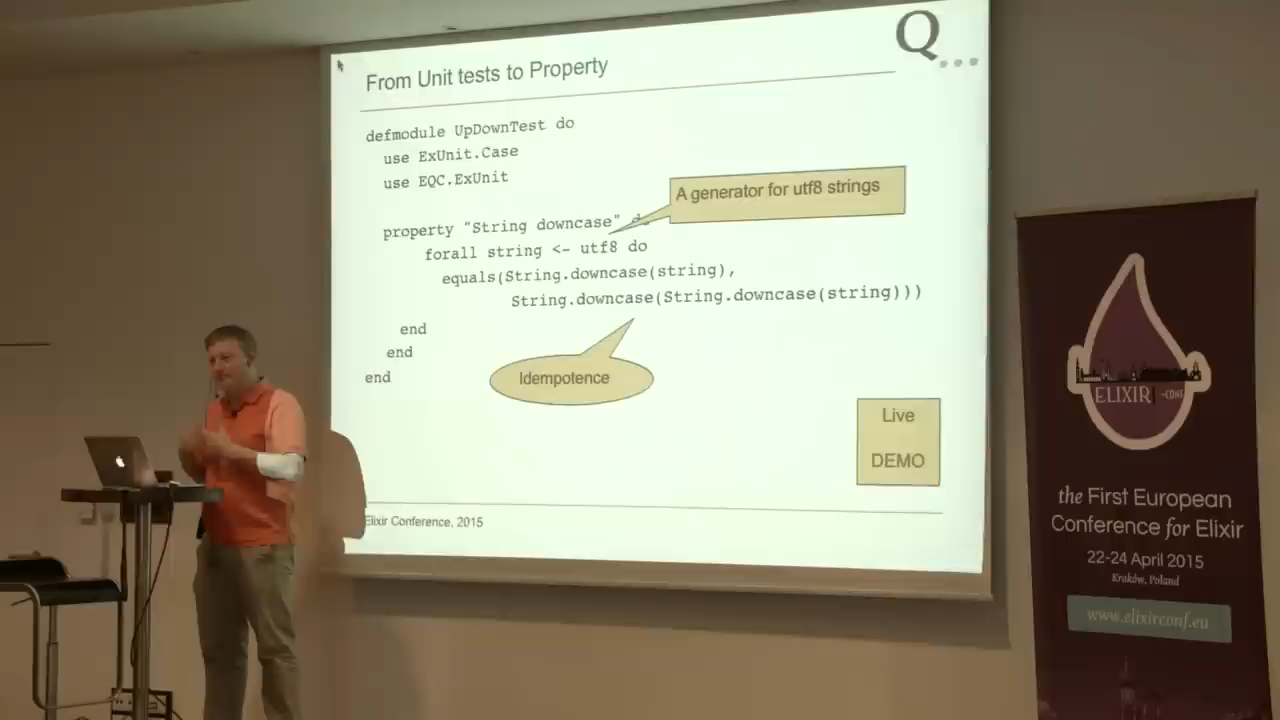 Q...
From Unit tests to Property
defmodule UpDownTest do
use ExUnit.Case
use EQC.ExUnit
A generator for utf8 strings
property "String downcase" d
forall string <- utf8 do
equals(String.downcase(string),
String.downcase(String.downcase(string)))
end
end
end
Idempotence
Live
DEMO
Elixir Conference, 2015
ELIXIR
-CONF
the First European
Conference for Elixir
22-24 April 2015
Kraków, Poland
www.elixirconf.eu